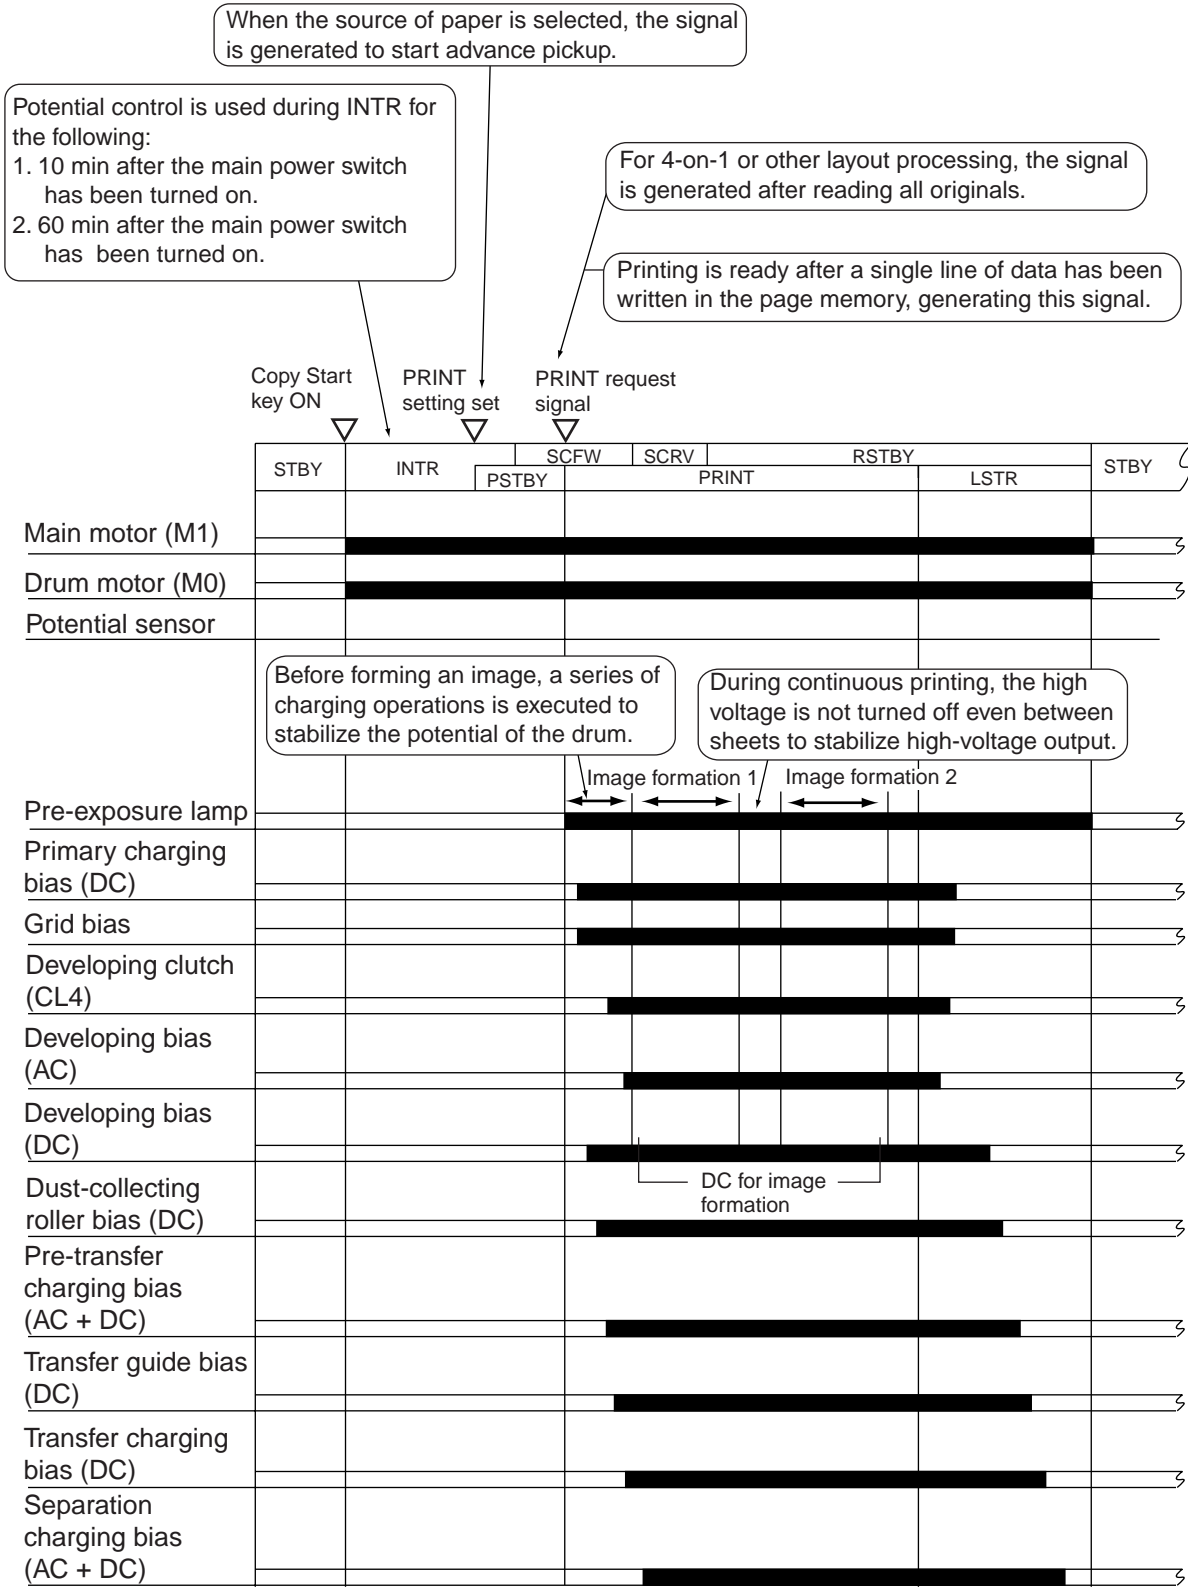 When the source of paper is selected, the signal
is generated to start advance pickup.
Potential control is used during INTR for
the following:
1. 10 min after the main power switch
has been turned on.
2. 60 min after the main power switch
has been turned on.
For 4-on-1 or other layout processing, the signal
is generated after reading all originals.
Printing is ready after a single line of data has been
written in the page memory, generating this signal.
Copy Start
key ON
PRINT
setting set
PRINT request
signal
STBY
INTR
SCFW
SCRV
RSTBY
STBY
PSTBY
PRINT
LSTR
Main motor (M1)
Drum motor (M0)
Potential sensor
Before forming an image, a series of
charging operations is executed to
stabilize the potential of the drum.
During continuous printing, the high
voltage is not turned off even between
sheets to stabilize high-voltage output.
Image formation 1
Image formation 2
Pre-exposure lamp
Primary charging
bias (DC)
Grid bias
Developing clutch
(CL4)
Developing bias
(AC)
Developing bias
(DC)
DC for image
formation
Dust-collecting
roller bias (DC)
Pre-transfer
charging bias
(AC + DC)
Transfer guide bias
(DC)
Transfer charging
bias (DC)
Separation
charging bias
(AC + DC)